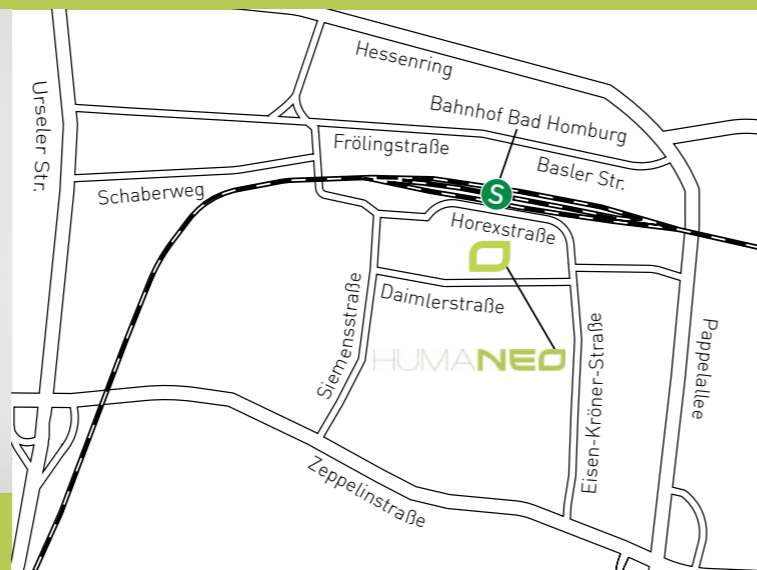 Hessenring
Urseler Str.
Bahnhof Bad Homburg
Frölingstraße
Basler Str.
Schaberweg
S
Horexstraße
Daimlerstraße
Siemensstraße
HUMANEO
Eisen-Kröner-Straße
Pappelallee
Zeppelinstraße